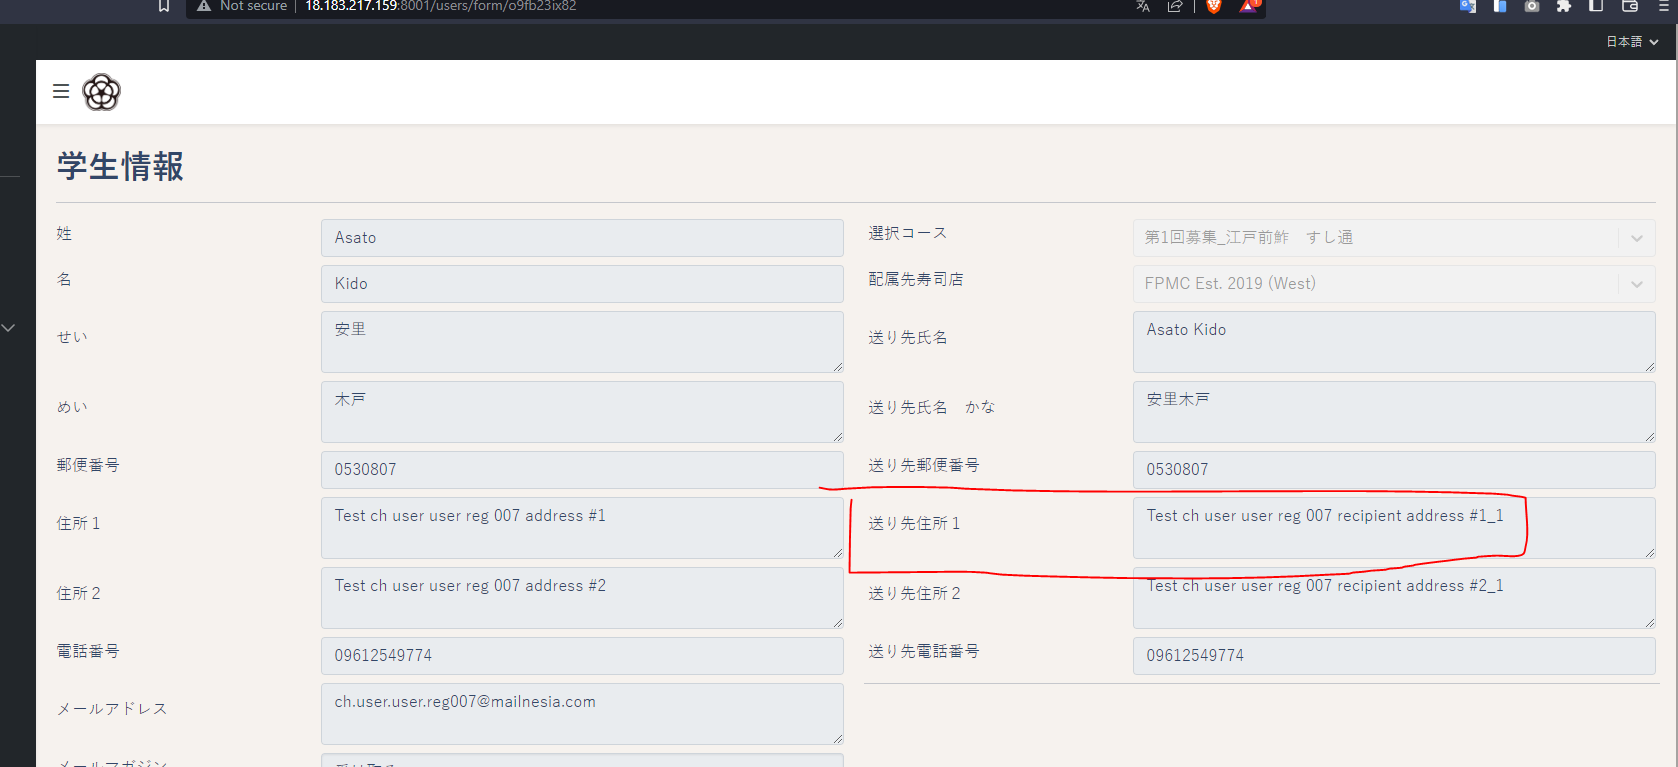 Not secure 18.183.217.159:8001/users/form/o9fb23ix82
日本語
学生情報
姓 Asato
名 Kido
せい 安里
めい 木戸
郵便番号 0530807
住所１ Test ch user user reg 007 address #1
住所２ Test ch user user reg 007 address #2
電話番号 09612549774
メールアドレス ch.user.user.reg007@mailnesia.com
メールマガジン
選択コース 第1回募集_江戸前鮓　すし通
配属先寿司店 FPMC Est. 2019 (West)
送り先氏名 Asato Kido
送り先氏名　かな 安里木戸
送り先郵便番号 0530807
送り先住所１ Test ch user user reg 007 recipient address #1_1
送り先住所２ Test ch user user reg 007 recipient address #2_1
送り先電話番号 09612549774